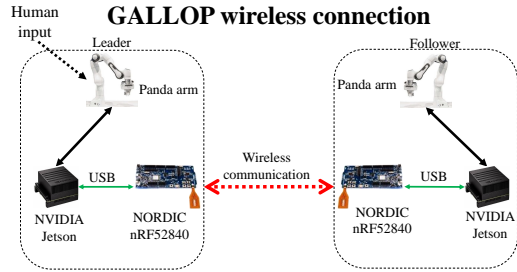 GALLOP wireless connection
Human
input
Leader
Panda arm
USB
NVIDIA
Jetson
NORDIC
nRF52840
Wireless
communication
Follower
Panda arm
USB
NORDIC
nRF52840
NVIDIA
Jetson